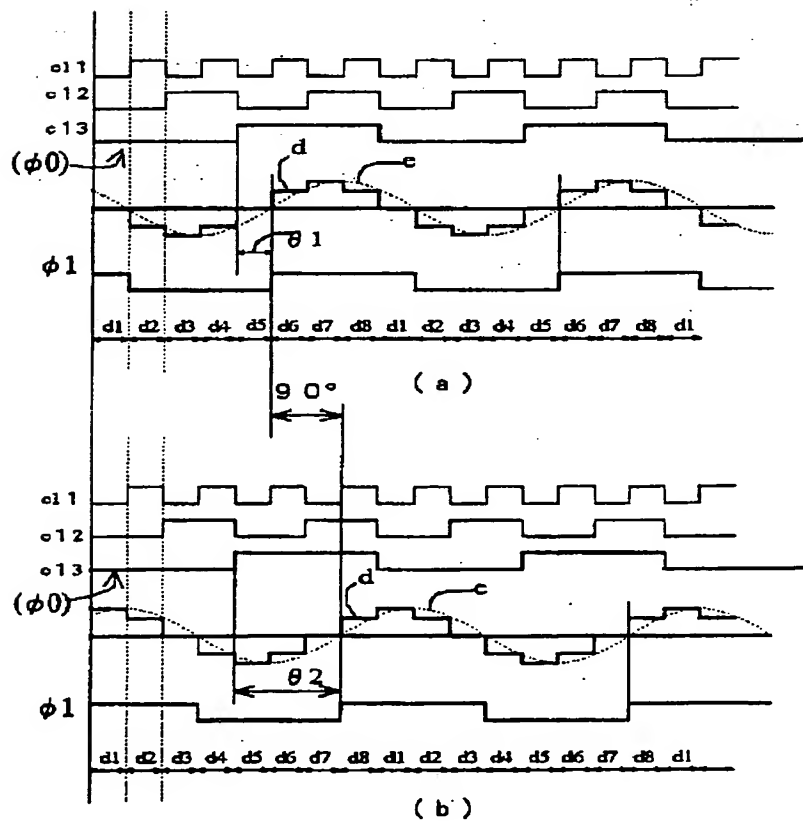 c11
c12
c13
(φ0)
d
e
θ1
φ1
d1 d2 d3 d4 d5 d6 d7 d8 d1 d2 d3 d4 d5 d6 d7 d8 d1
(a)
90°
c11
c12
c13
(φ0)
d
e
θ2
φ1
d1 d2 d3 d4 d5 d6 d7 d8 d1 d2 d3 d4 d5 d6 d7 d8 d1
(b)